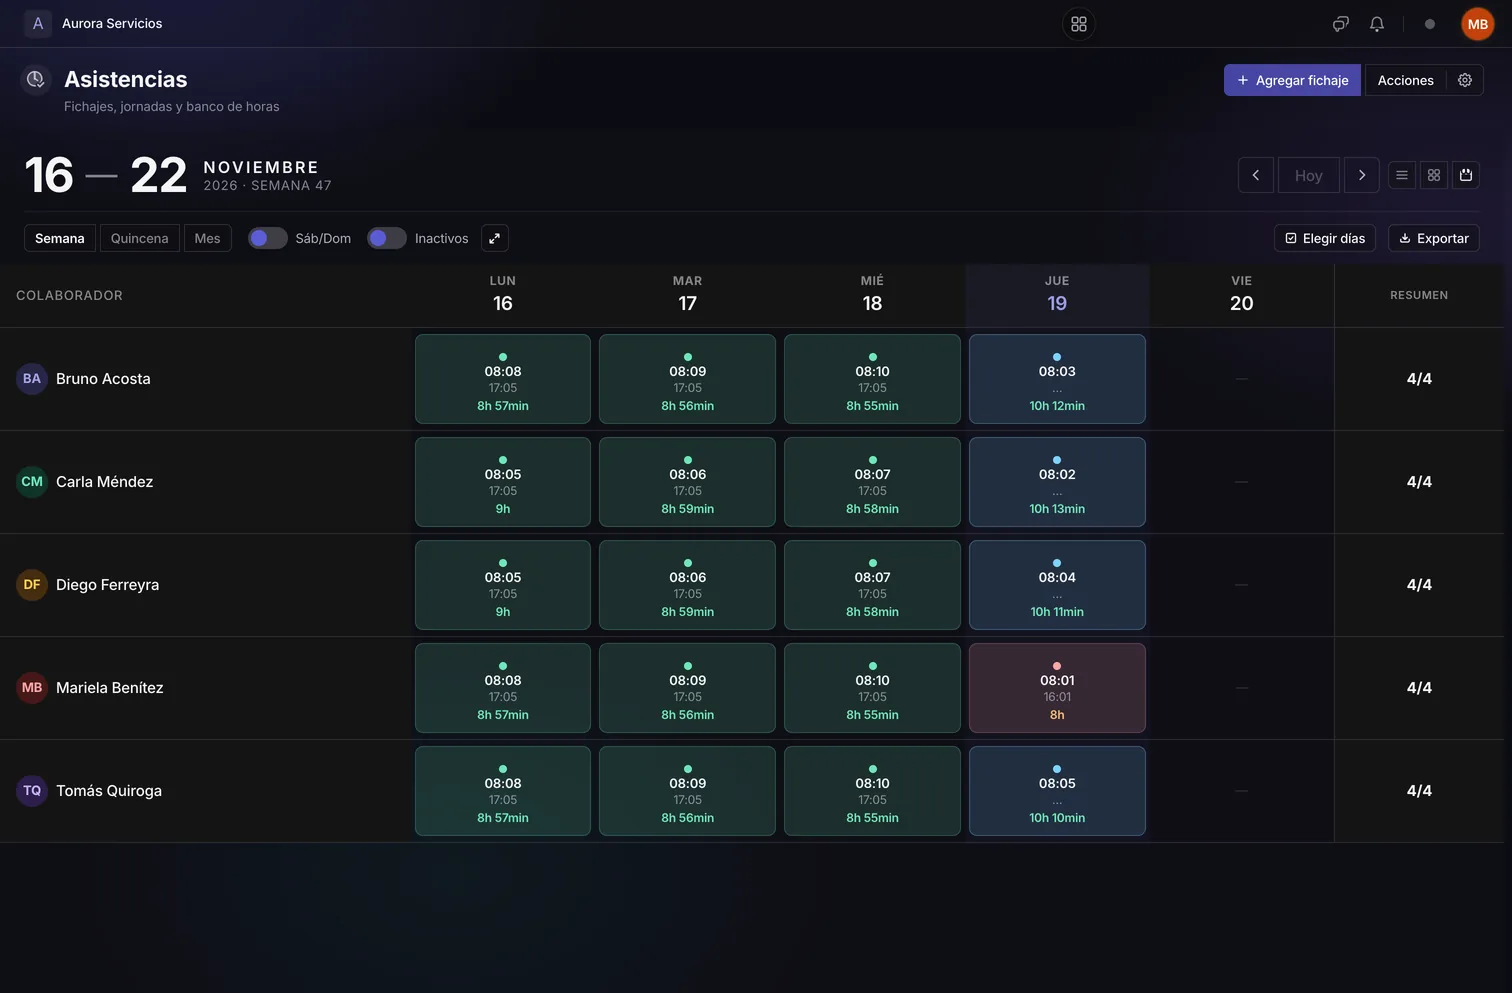 A Aurora Servicios
MB
Asistencias
Fichajes, jornadas y banco de horas
+ Agregar fichaje
Acciones
16 — 22
NOVIEMBRE
2026 · SEMANA 47
Hoy
Semana
Quincena
Mes
Sáb/Dom
Inactivos
Elegir días
Exportar
COLABORADOR
LUN
16
MAR
17
MIÉ
18
JUE
19
VIE
20
RESUMEN
BA Bruno Acosta
08:08
17:05
8h 57min
08:09
17:05
8h 56min
08:10
17:05
8h 55min
08:03
...
10h 12min
—
4/4
CM Carla Méndez
08:05
17:05
9h
08:06
17:05
8h 59min
08:07
17:05
8h 58min
08:02
...
10h 13min
—
4/4
DF Diego Ferreyra
08:05
17:05
9h
08:06
17:05
8h 59min
08:07
17:05
8h 58min
08:04
...
10h 11min
—
4/4
MB Mariela Benítez
08:08
17:05
8h 57min
08:09
17:05
8h 56min
08:10
17:05
8h 55min
08:01
16:01
8h
—
4/4
TQ Tomás Quiroga
08:08
17:05
8h 57min
08:09
17:05
8h 56min
08:10
17:05
8h 55min
08:05
...
10h 10min
—
4/4